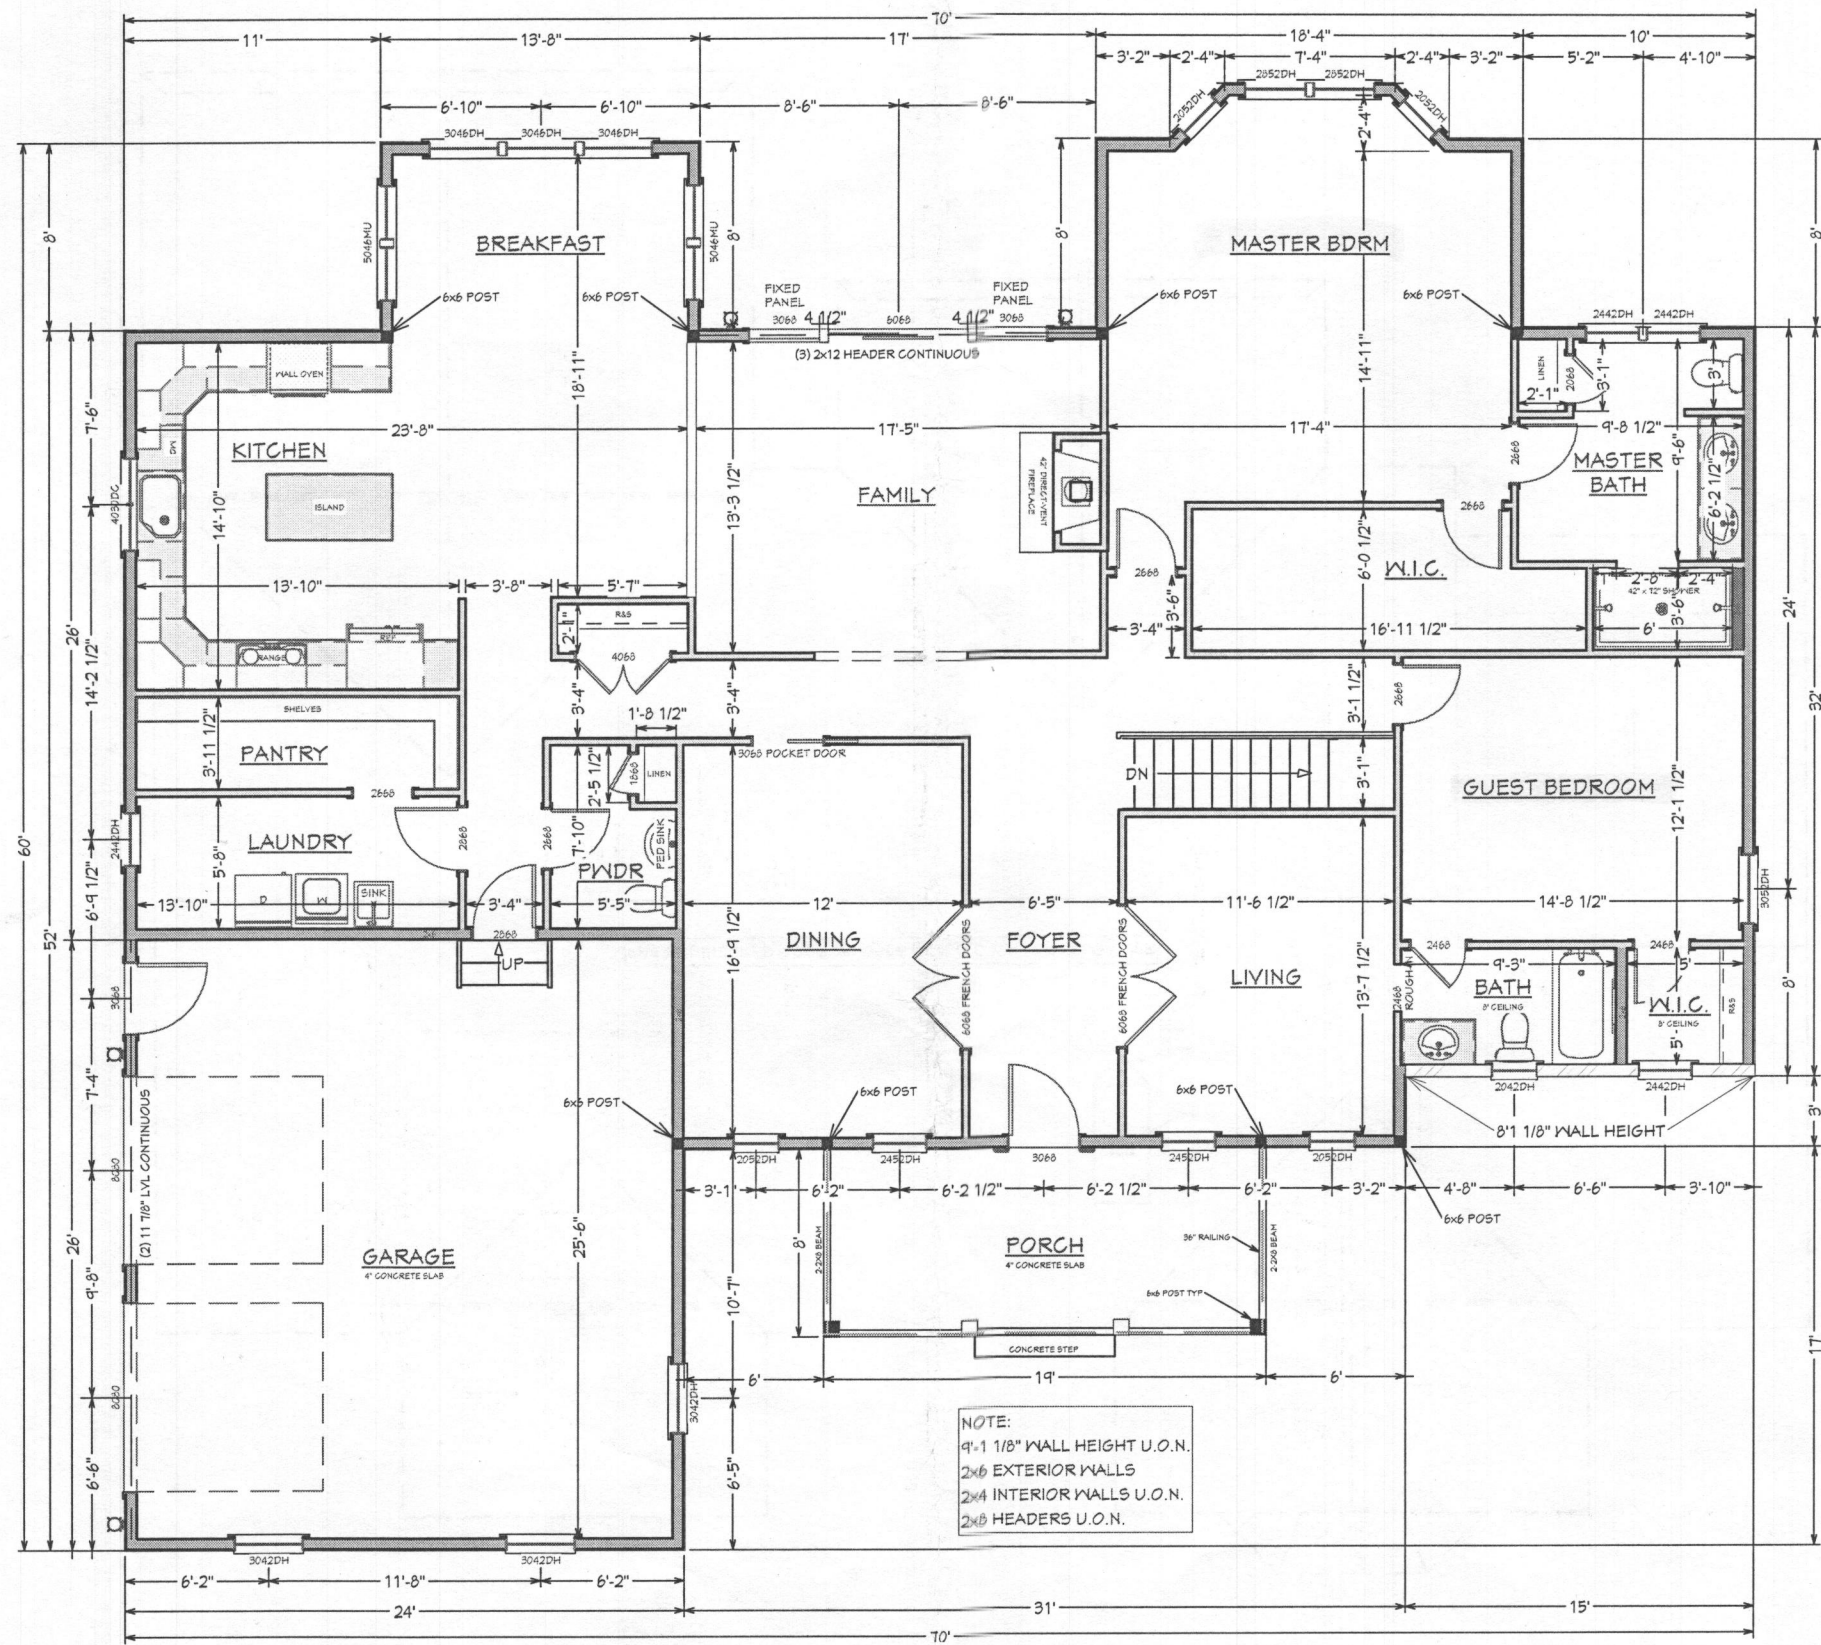 70'
11'
13'-8"
17'
18'-4"
10'
3'-2"
2'-4"
7'-4"
2'-4"
3'-2"
5'-2"
4'-10"
6'-10"
6'-10"
8'-6"
8'-6"
2852DH
2852DH
2052DH
2052DH
2'-4"
3046DH
3046DH
3046DH
8'
8'
8'
8'
5046MU
5046MU
BREAKFAST
MASTER BDRM
6x6 POST
6x6 POST
6x6 POST
6x6 POST
FIXED
PANEL
FIXED
PANEL
3068
4 1/2"
6068
4 1/2"
3068
(3) 2x12 HEADER CONTINUOUS
2442DH
2442DH
WALL OVEN
18'-11"
14'-11"
LINEN
2068
3'-1"
3'
2'-1"
7'-6"
23'-8"
17'-5"
17'-4"
9'-8 1/2"
KITCHEN
MASTER
BATH
2668
9'-6"
6'-2 1/2"
4030DC
14'-10"
ISLAND
13'-3 1/2"
FAMILY
42" DIRECT-VENT
FIREPLACE
2668
W.I.C.
6'-0 1/2"
2668
13'-10"
3'-8"
5'-7"
R&S
2'-1"
1"
2'-8"
2'-4"
42" x 72" SHOWER
3'-6"
6'
3'-6"
3'-4"
16'-11 1/2"
24'
26'
14'-2 1/2"
RANGE
REF
4068
3'-4"
3'-4"
3'-1 1/2"
2668
32'
SHELVES
PANTRY
3'-11 1/2"
2668
1'-8 1/2"
3068 POCKET DOOR
2'-5 1/2"
1868
LINEN
DN
3'-1"
GUEST BEDROOM
12'-1 1/2"
60'
52'
2442DH
LAUNDRY
5'-8"
2868
2668
7'-10"
PED SINK
PWDR
6'-9 1/2"
13'-10"
D
W
SINK
3'-4"
5'-5"
12'
6'-5"
11'-6 1/2"
14'-8 1/2"
3052DH
2868
UP
DINING
16'-9 1/2"
6068 FRENCH DOORS
FOYER
6068 FRENCH DOORS
LIVING
13'-7 1/2"
2468
ROUGH
2468
2468
9'-3"
5'
BATH
8' CEILING
W.I.C.
8' CEILING
R&S
5'
8'
3068
7'-4"
(2) 11 7/8" LVL CONTINUOUS
6x6 POST
6x6 POST
6x6 POST
2042DH
2442DH
8'1 1/8" WALL HEIGHT
3'
2052DH
2452DH
3068
2452DH
2052DH
8080
3'-1"
6'-2"
6'-2 1/2"
6'-2 1/2"
6'-2"
3'-2"
4'-8"
6'-6"
3'-10"
6x6 POST
26'
9'-8"
GARAGE
4" CONCRETE SLAB
25'-6"
10'-7"
8'
2-2X8 BEAM
PORCH
4" CONCRETE SLAB
36" RAILING
2-2X8 BEAM
6x6 POST TYP
17'
CONCRETE STEP
8080
6'
19'
6'
3042DH
6'-6"
6'-5"
NOTE:
9'-1 1/8" WALL HEIGHT U.O.N.
2x6 EXTERIOR WALLS
2x4 INTERIOR WALLS U.O.N.
2x8 HEADERS U.O.N.
3042DH
3042DH
6'-2"
11'-8"
6'-2"
24'
31'
15'
70'